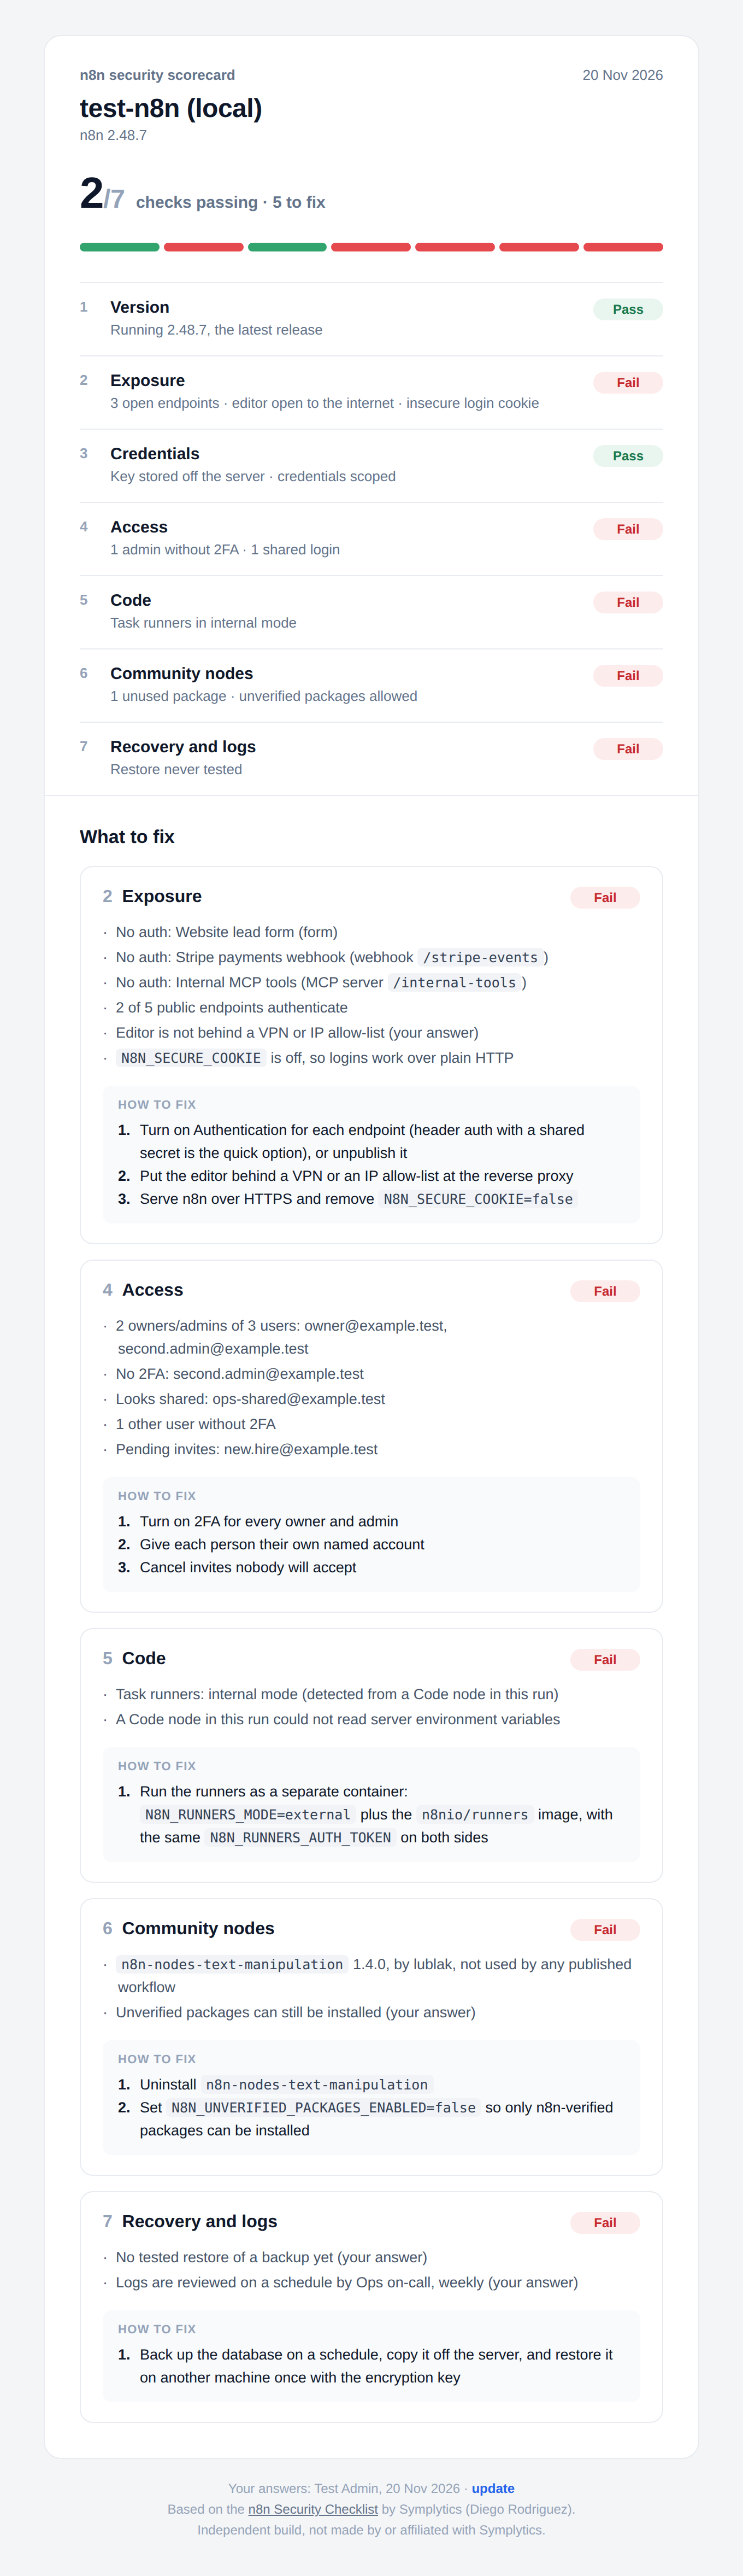 n8n security scorecard 20 Nov 2026
test-n8n (local)
n8n 2.48.7
2/7 checks passing · 5 to fix
1 Version Pass
Running 2.48.7, the latest release
2 Exposure Fail
3 open endpoints · editor open to the internet · insecure login cookie
3 Credentials Pass
Key stored off the server · credentials scoped
4 Access Fail
1 admin without 2FA · 1 shared login
5 Code Fail
Task runners in internal mode
6 Community nodes Fail
1 unused package · unverified packages allowed
7 Recovery and logs Fail
Restore never tested
What to fix
2 Exposure Fail
· No auth: Website lead form (form)
· No auth: Stripe payments webhook (webhook /stripe-events)
· No auth: Internal MCP tools (MCP server /internal-tools)
· 2 of 5 public endpoints authenticate
· Editor is not behind a VPN or IP allow-list (your answer)
· N8N_SECURE_COOKIE is off, so logins work over plain HTTP
HOW TO FIX
1. Turn on Authentication for each endpoint (header auth with a shared
secret is the quick option), or unpublish it
2. Put the editor behind a VPN or an IP allow-list at the reverse proxy
3. Serve n8n over HTTPS and remove N8N_SECURE_COOKIE=false
4 Access Fail
· 2 owners/admins of 3 users: owner@example.test,
second.admin@example.test
· No 2FA: second.admin@example.test
· Looks shared: ops-shared@example.test
· 1 other user without 2FA
· Pending invites: new.hire@example.test
HOW TO FIX
1. Turn on 2FA for every owner and admin
2. Give each person their own named account
3. Cancel invites nobody will accept
5 Code Fail
· Task runners: internal mode (detected from a Code node in this run)
· A Code node in this run could not read server environment variables
HOW TO FIX
1. Run the runners as a separate container:
N8N_RUNNERS_MODE=external plus the n8nio/runners image, with
the same N8N_RUNNERS_AUTH_TOKEN on both sides
6 Community nodes Fail
· n8n-nodes-text-manipulation 1.4.0, by lublak, not used by any published
workflow
· Unverified packages can still be installed (your answer)
HOW TO FIX
1. Uninstall n8n-nodes-text-manipulation
2. Set N8N_UNVERIFIED_PACKAGES_ENABLED=false so only n8n-verified
packages can be installed
7 Recovery and logs Fail
· No tested restore of a backup yet (your answer)
· Logs are reviewed on a schedule by Ops on-call, weekly (your answer)
HOW TO FIX
1. Back up the database on a schedule, copy it off the server, and restore it
on another machine once with the encryption key
Your answers: Test Admin, 20 Nov 2026 · update
Based on the n8n Security Checklist by Symplytics (Diego Rodriguez).
Independent build, not made by or affiliated with Symplytics.